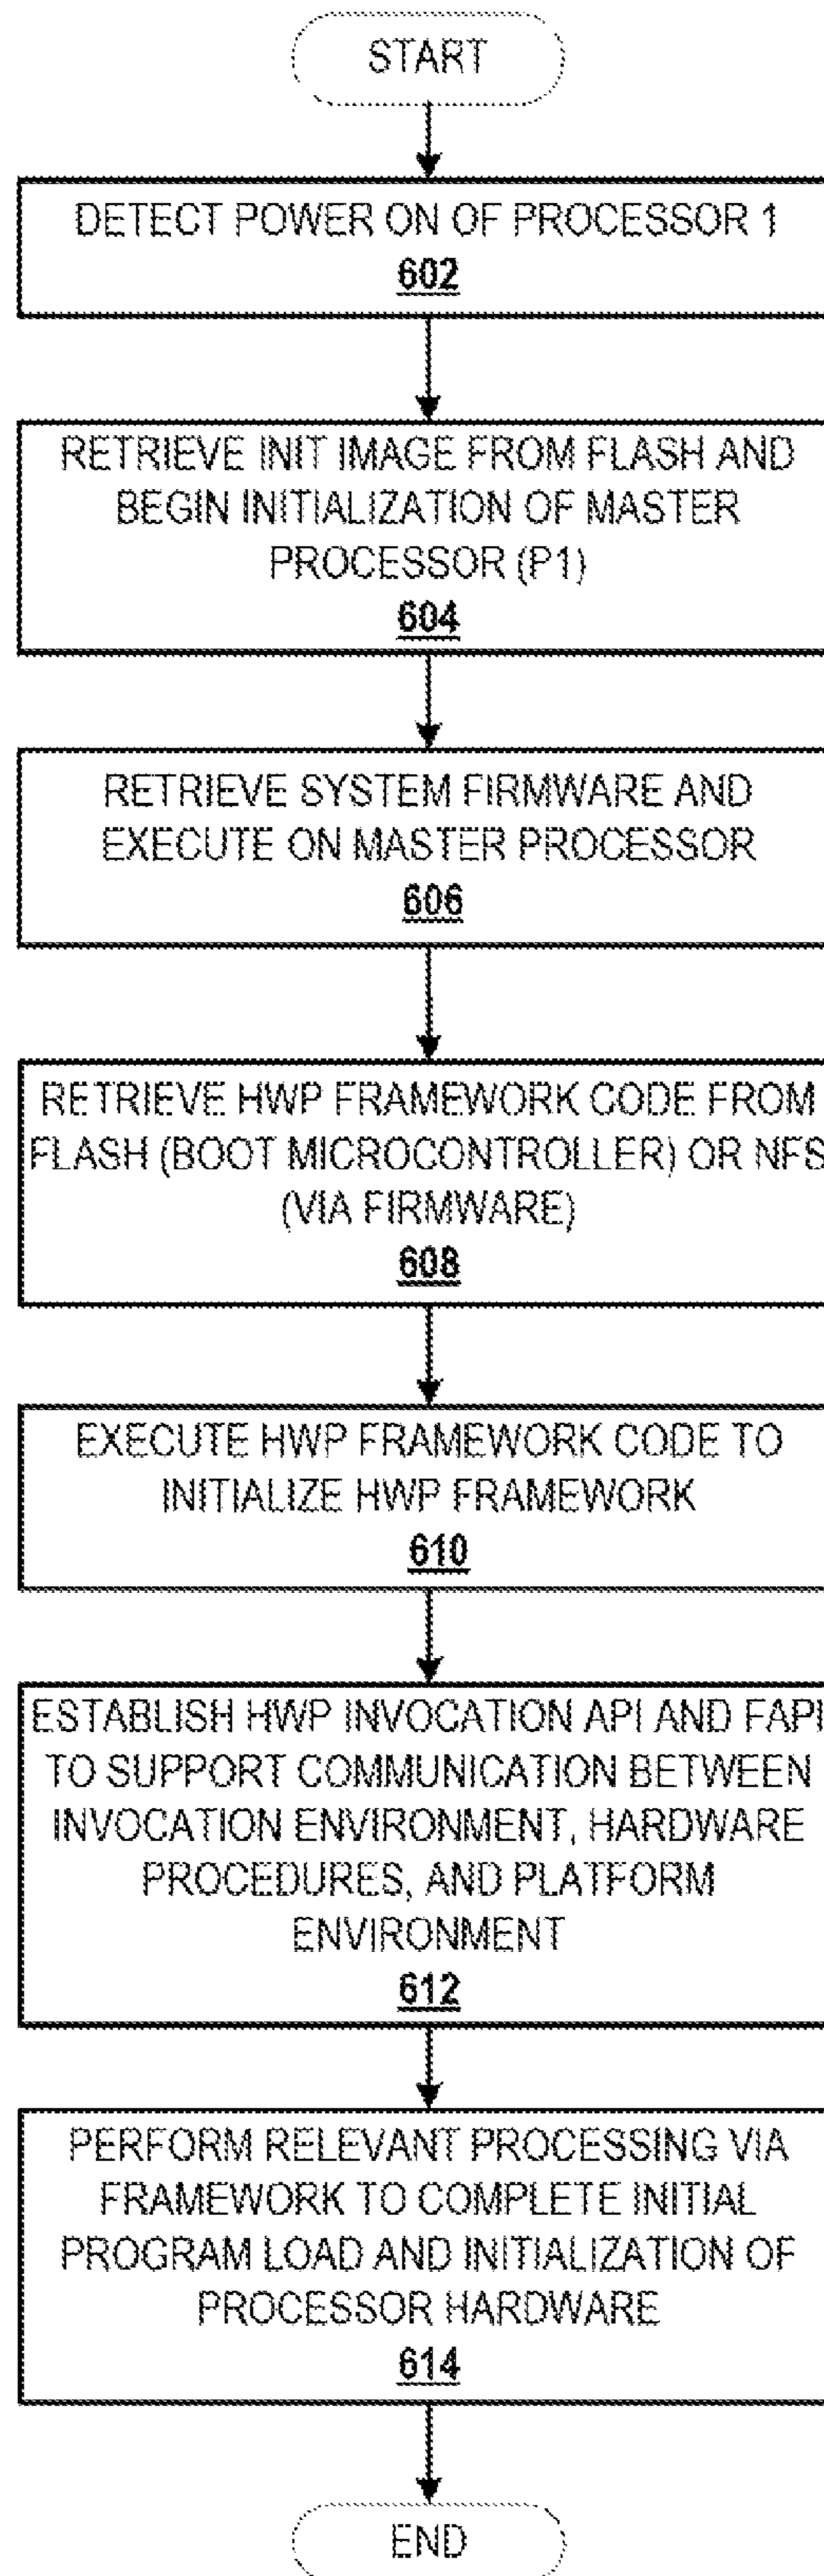 START
DETECT POWER ON OF PROCESSOR 1
602
RETRIEVE INIT IMAGE FROM FLASH AND
BEGIN INITIALIZATION OF MASTER
PROCESSOR (P1)
604
RETRIEVE SYSTEM FIRMWARE AND
EXECUTE ON MASTER PROCESSOR
606
RETRIEVE HWP FRAMEWORK CODE FROM
FLASH (BOOT MICROCONTROLLER) OR NFS
(VIA FIRMWARE)
608
EXECUTE HWP FRAMEWORK CODE TO
INITIALIZE HWP FRAMEWORK
610
ESTABLISH HWP INVOCATION API AND FAPI
TO SUPPORT COMMUNICATION BETWEEN
INVOCATION ENVIRONMENT, HARDWARE
PROCEDURES, AND PLATFORM
ENVIRONMENT
612
PERFORM RELEVANT PROCESSING VIA
FRAMEWORK TO COMPLETE INITIAL
PROGRAM LOAD AND INITIALIZATION OF
PROCESSOR HARDWARE
614
END